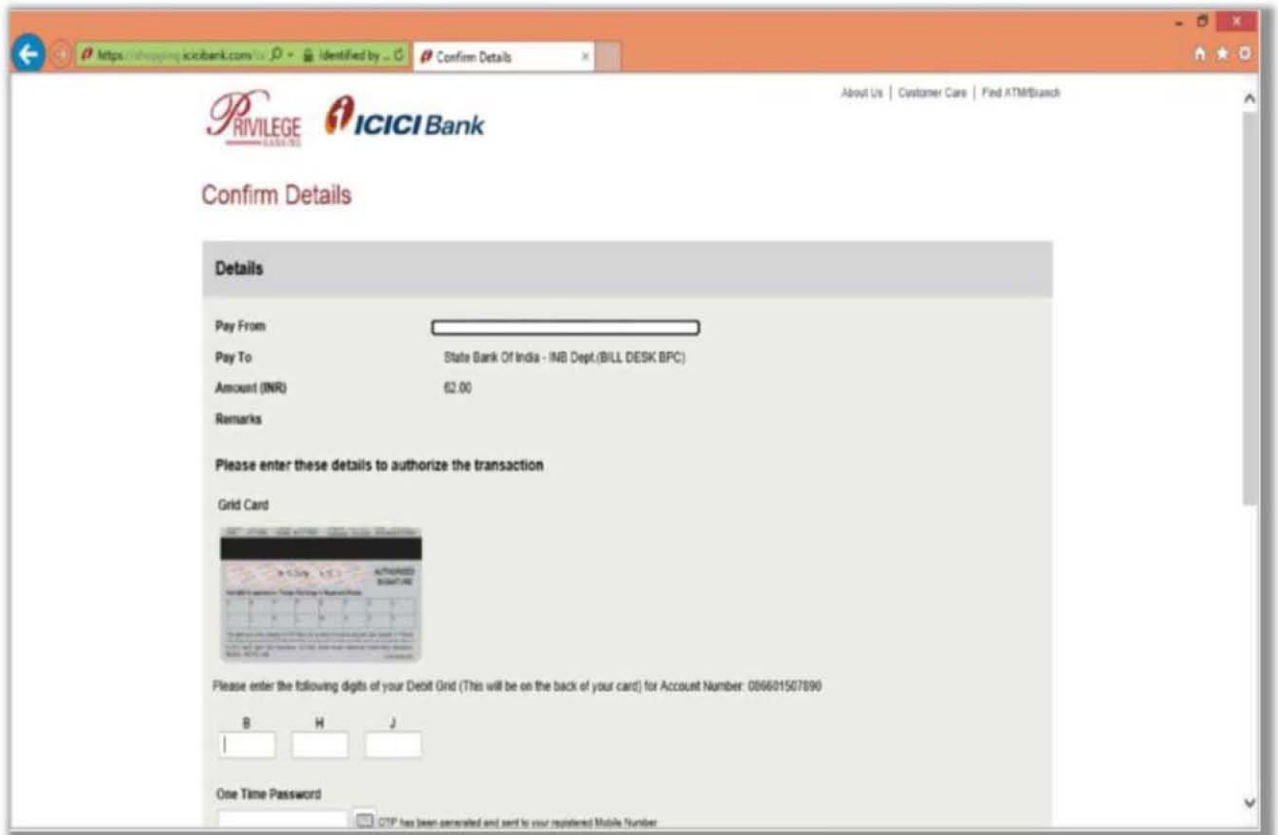 https://shopping.icicibank.com Identified by ... Confirm Details
About Us | Customer Care | Find ATM/Branch
PRIVILEGE BANKING ICICI Bank
Confirm Details
Details
Pay From
Pay To State Bank Of India - INB Dept.(BILL DESK BPC)
Amount (INR) 62.00
Remarks
Please enter these details to authorize the transaction
Grid Card
AUTHORISED
SIGNATURE
Please enter the following digits of your Debit Grid (This will be on the back of your card) for Account Number: 086601507890
B H J
One Time Password
OTP has been generated and sent to your registered Mobile Number